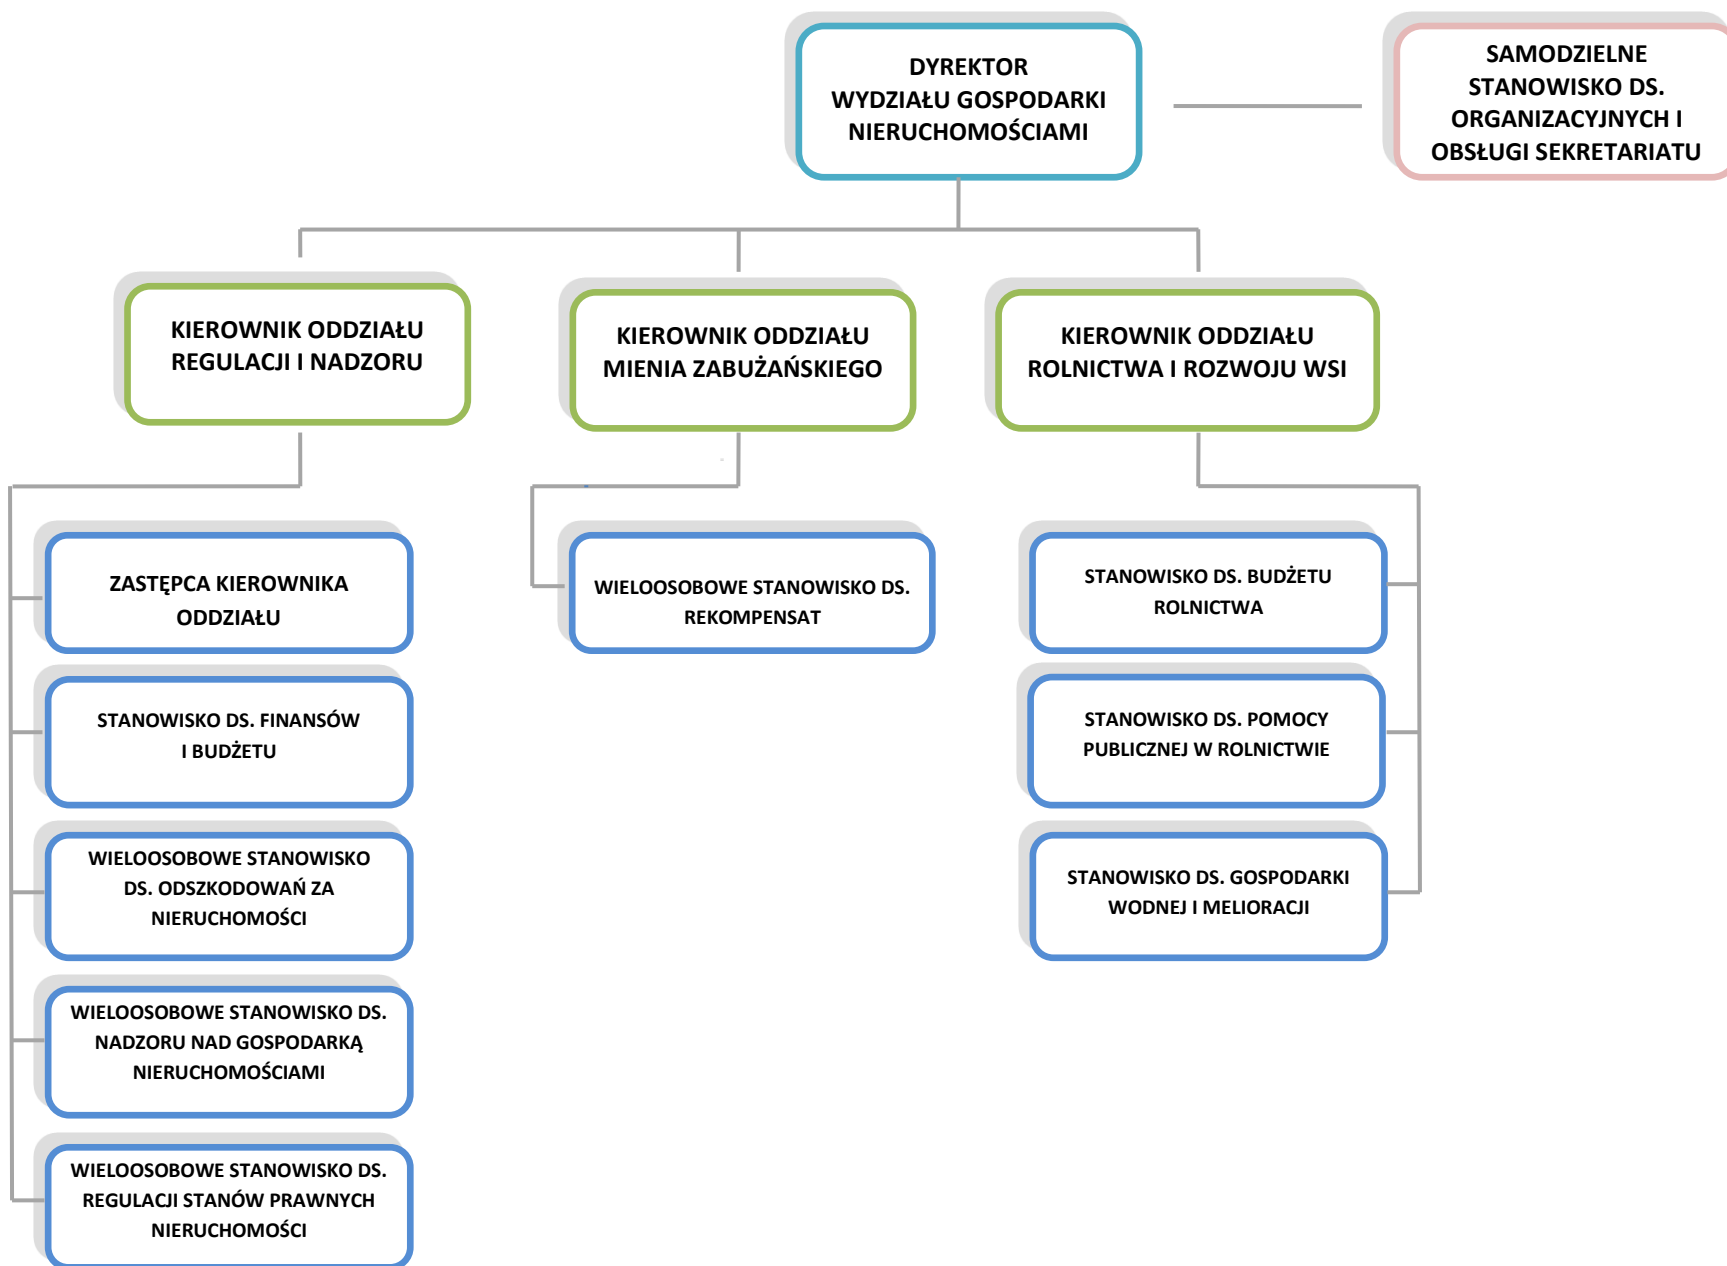 DYREKTOR
WYDZIAŁU GOSPODARKI
NIERUCHOMOŚCIAMI
SAMODZIELNE
STANOWISKO DS.
ORGANIZACYJNYCH I
OBSŁUGI SEKRETARIATU
KIEROWNIK ODDZIAŁU
REGULACJI I NADZORU
KIEROWNIK ODDZIAŁU
MIENIA ZABUŻAŃSKIEGO
KIEROWNIK ODDZIAŁU
ROLNICTWA I ROZWOJU WSI
ZASTĘPCA KIEROWNIKA
ODDZIAŁU
STANOWISKO DS. FINANSÓW
I BUDŻETU
WIELOOSOBOWE STANOWISKO
DS. ODSZKODOWAŃ ZA
NIERUCHOMOŚCI
WIELOOSOBOWE STANOWISKO DS.
NADZORU NAD GOSPODARKĄ
NIERUCHOMOŚCIAMI
WIELOOSOBOWE STANOWISKO DS.
REGULACJI STANÓW PRAWNYCH
NIERUCHOMOŚCI
WIELOOSOBOWE STANOWISKO DS.
REKOMPENSAT
STANOWISKO DS. BUDŻETU
ROLNICTWA
STANOWISKO DS. POMOCY
PUBLICZNEJ W ROLNICTWIE
STANOWISKO DS. GOSPODARKI
WODNEJ I MELIORACJI